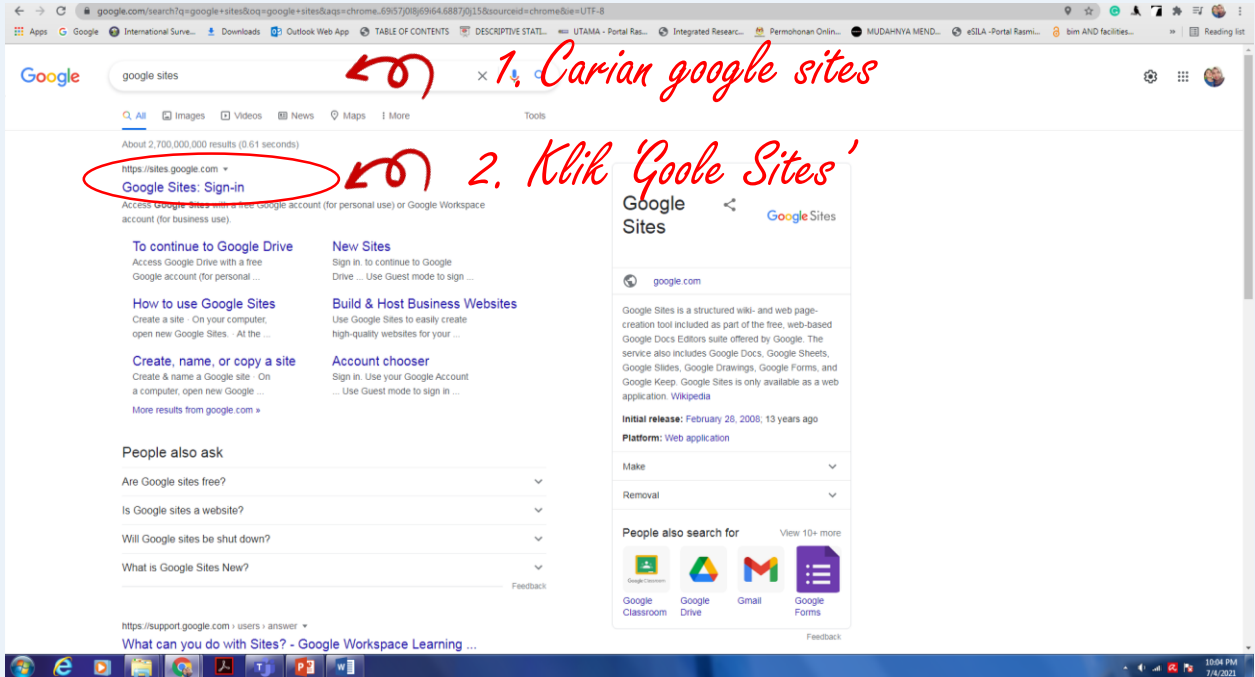 google.com/search?q=google+sites&oq=google+sites&aqs=chrome..69i57j0l8j69i64.6887j0j15&sourceid=chrome&ie=UTF-8
Apps Google International Surve... Downloads Outlook Web App TABLE OF CONTENTS DESCRIPTIVE STATI... UTAMA - Portal Ras... Integrated Researc... Permohonan Onlin... MUDAHNYA MEND... eSILA -Portal Rasmi... bim AND facilities... » Reading list
Google
google sites
1. Carian google sites
All Images Videos News Maps More Tools
About 2,700,000,000 results (0.61 seconds)
2. Klik 'Goole Sites'
https://sites.google.com
Google Sites: Sign-in
Access Google Sites with a free Google account (for personal use) or Google Workspace
account (for business use).
To continue to Google Drive
Access Google Drive with a free
Google account (for personal ...
New Sites
Sign in. to continue to Google
Drive ... Use Guest mode to sign ...
How to use Google Sites
Create a site · On your computer,
open new Google Sites. · At the ...
Build & Host Business Websites
Use Google Sites to easily create
high-quality websites for your ...
Create, name, or copy a site
Create & name a Google site · On
a computer, open new Google ...
Account chooser
Sign in. Use your Google Account
... Use Guest mode to sign in ...
More results from google.com »
People also ask
Are Google sites free?
Is Google sites a website?
Will Google sites be shut down?
What is Google Sites New?
Feedback
https://support.google.com › users › answer
What can you do with Sites? - Google Workspace Learning ...
Google
Sites
Google Sites
google.com
Google Sites is a structured wiki- and web page-
creation tool included as part of the free, web-based
Google Docs Editors suite offered by Google. The
service also includes Google Docs, Google Sheets,
Google Slides, Google Drawings, Google Forms, and
Google Keep. Google Sites is only available as a web
application. Wikipedia
Initial release: February 28, 2008; 13 years ago
Platform: Web application
Make
Removal
People also search for View 10+ more
Google Classroom
Google
Classroom
Google
Drive
Gmail
Google
Forms
Feedback
10:04 PM
7/4/2021